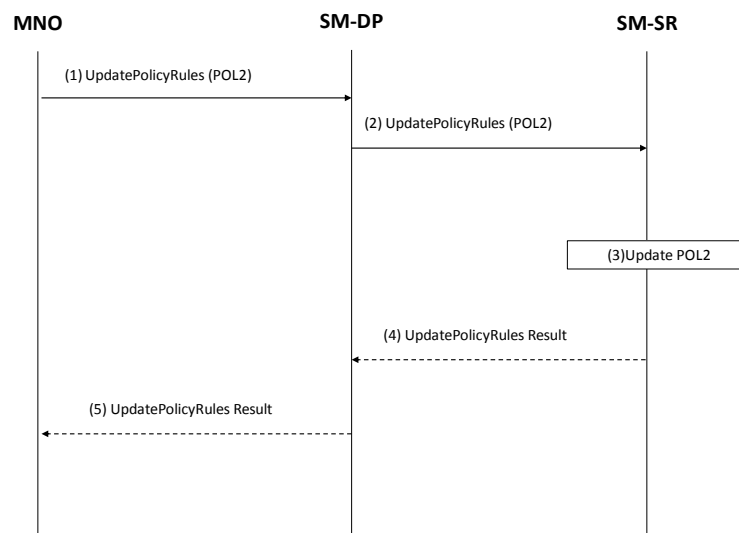 MNO
SM-DP
SM-SR
(1) UpdatePolicyRules (POL2)
(2) UpdatePolicyRules (POL2)
(3)Update POL2
(4) UpdatePolicyRules Result
(5) UpdatePolicyRules Result